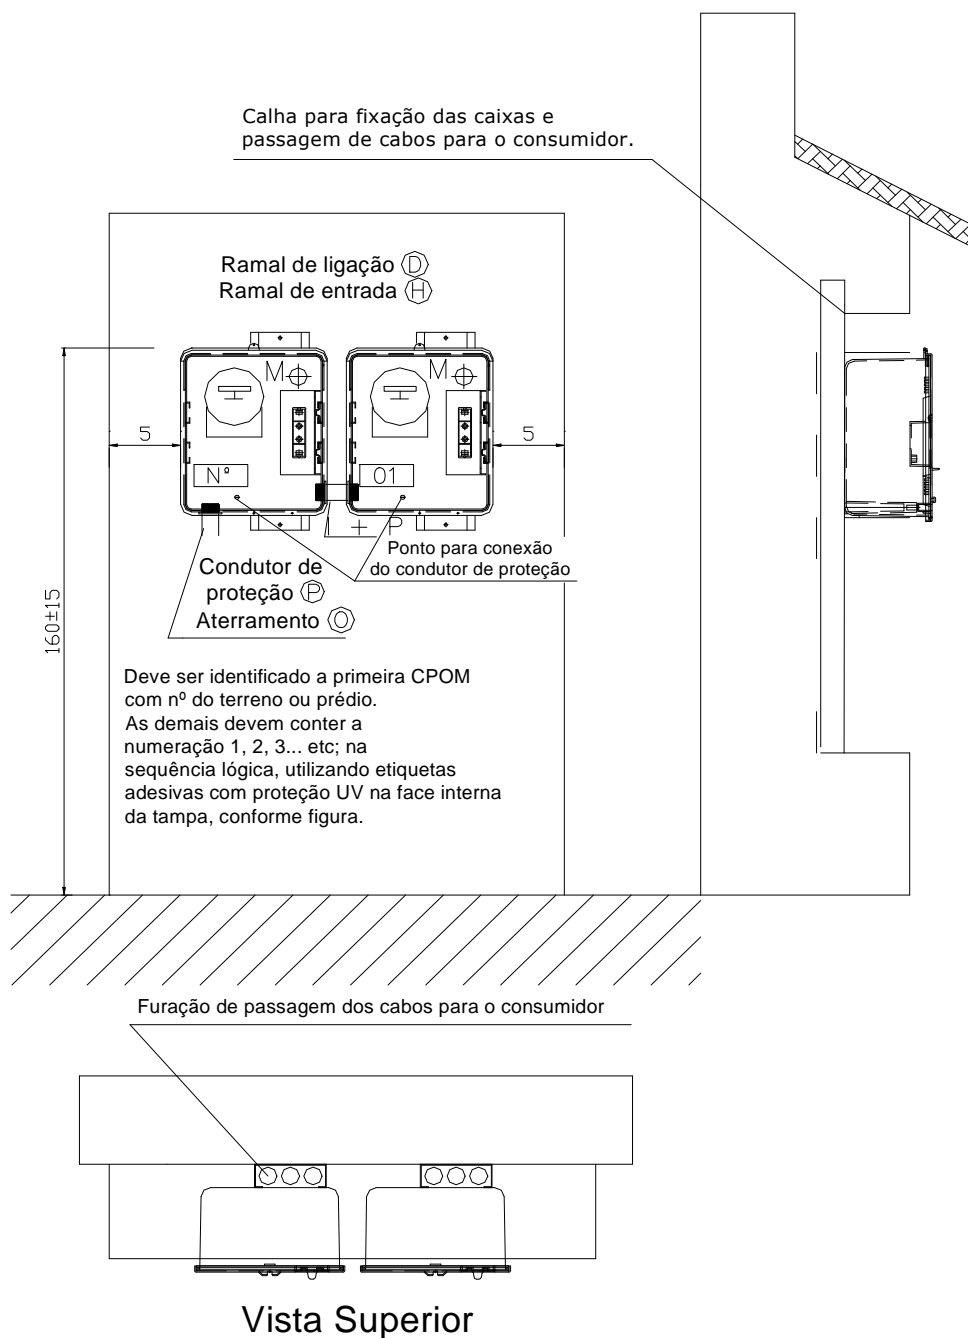 Calha para fixação das caixas e
passagem de cabos para o consumidor.
Ramal de ligação D
Ramal de entrada H
M
M
5
5
Nº
01
I
I + P
Ponto para conexão
do condutor de proteção
Condutor de
proteção P
Aterramento O
160±15
Deve ser identificado a primeira CPOM
com nº do terreno ou prédio.
As demais devem conter a
numeração 1, 2, 3... etc; na
sequência lógica, utilizando etiquetas
adesivas com proteção UV na face interna
da tampa, conforme figura.
Furação de passagem dos cabos para o consumidor
Vista Superior